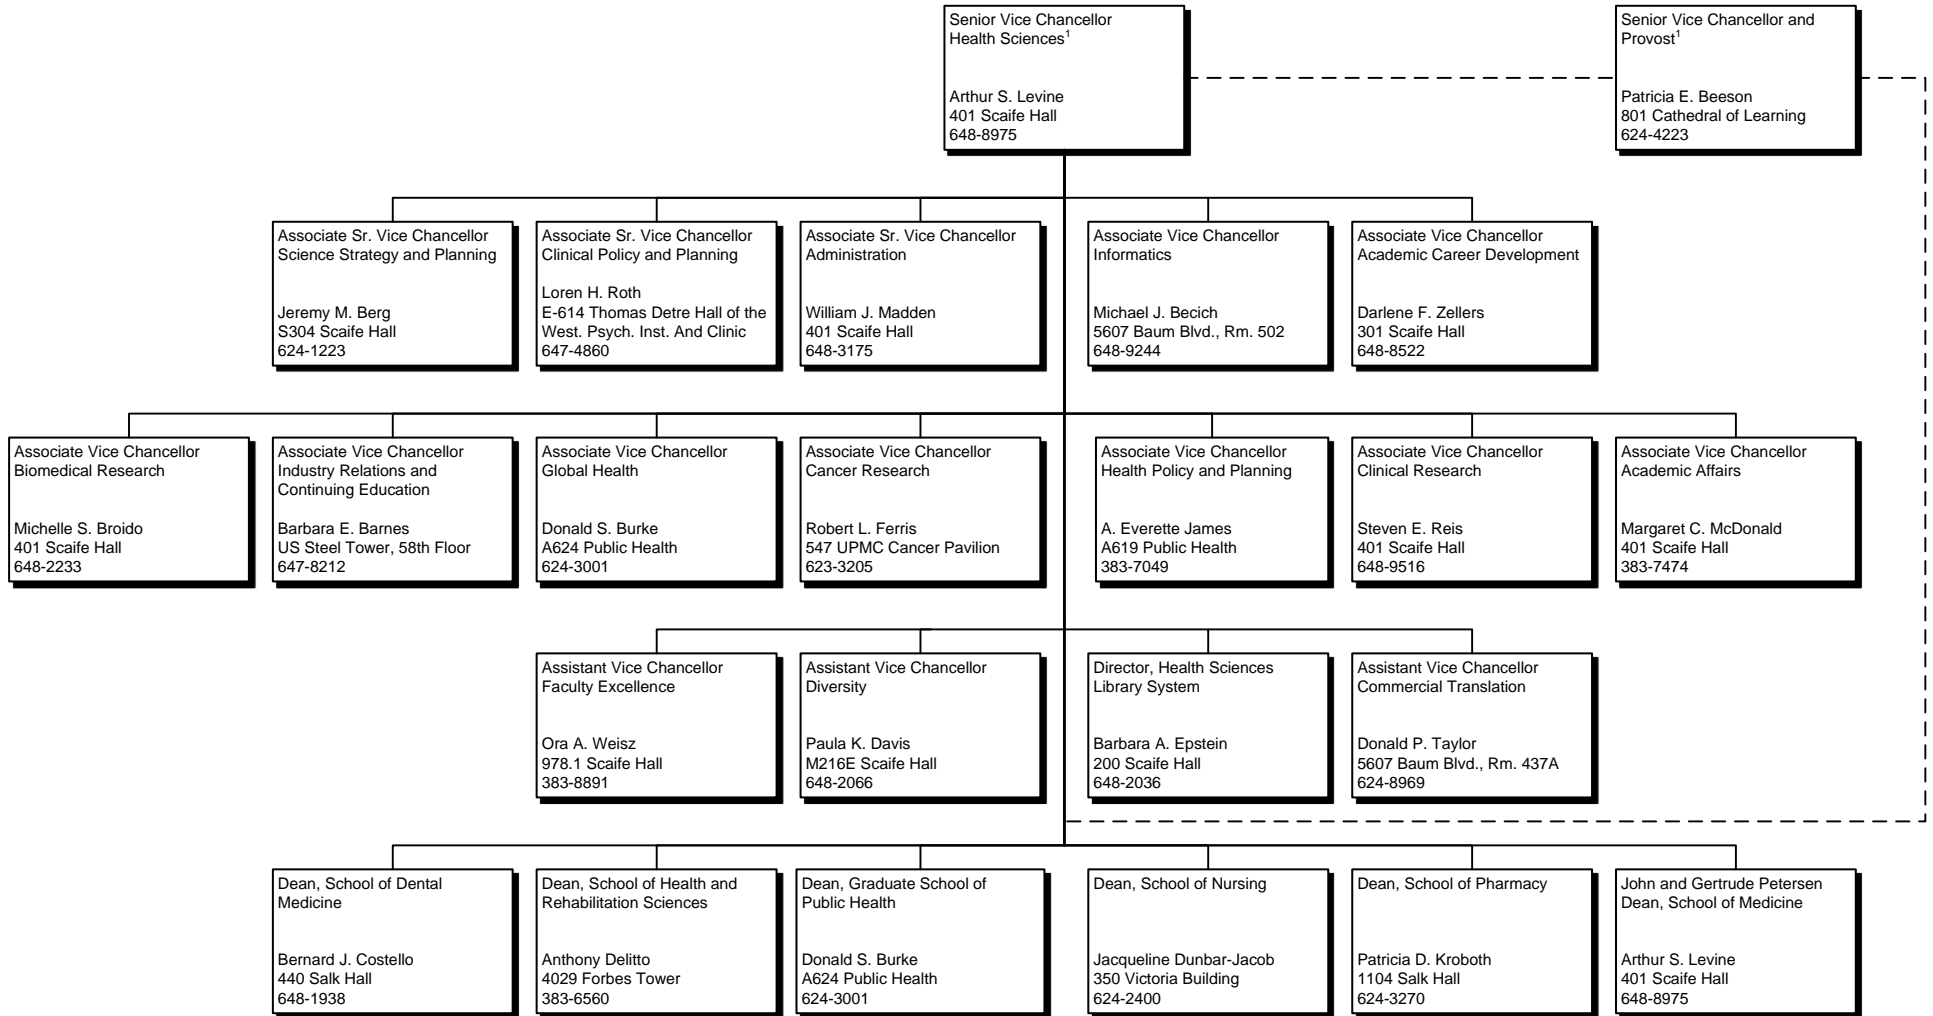 Senior Vice Chancellor
Health Sciences¹
Arthur S. Levine
401 Scaife Hall
648-8975
Senior Vice Chancellor and
Provost¹
Patricia E. Beeson
801 Cathedral of Learning
624-4223
Associate Sr. Vice Chancellor
Science Strategy and Planning
Jeremy M. Berg
S304 Scaife Hall
624-1223
Associate Sr. Vice Chancellor
Clinical Policy and Planning
Loren H. Roth
E-614 Thomas Detre Hall of the
West. Psych. Inst. And Clinic
647-4860
Associate Sr. Vice Chancellor
Administration
William J. Madden
401 Scaife Hall
648-3175
Associate Vice Chancellor
Informatics
Michael J. Becich
5607 Baum Blvd., Rm. 502
648-9244
Associate Vice Chancellor
Academic Career Development
Darlene F. Zellers
301 Scaife Hall
648-8522
Associate Vice Chancellor
Biomedical Research
Michelle S. Broido
401 Scaife Hall
648-2233
Associate Vice Chancellor
Industry Relations and
Continuing Education
Barbara E. Barnes
US Steel Tower, 58th Floor
647-8212
Associate Vice Chancellor
Global Health
Donald S. Burke
A624 Public Health
624-3001
Associate Vice Chancellor
Cancer Research
Robert L. Ferris
547 UPMC Cancer Pavilion
623-3205
Associate Vice Chancellor
Health Policy and Planning
A. Everette James
A619 Public Health
383-7049
Associate Vice Chancellor
Clinical Research
Steven E. Reis
401 Scaife Hall
648-9516
Associate Vice Chancellor
Academic Affairs
Margaret C. McDonald
401 Scaife Hall
383-7474
Assistant Vice Chancellor
Faculty Excellence
Ora A. Weisz
978.1 Scaife Hall
383-8891
Assistant Vice Chancellor
Diversity
Paula K. Davis
M216E Scaife Hall
648-2066
Director, Health Sciences
Library System
Barbara A. Epstein
200 Scaife Hall
648-2036
Assistant Vice Chancellor
Commercial Translation
Donald P. Taylor
5607 Baum Blvd., Rm. 437A
624-8969
Dean, School of Dental
Medicine
Bernard J. Costello
440 Salk Hall
648-1938
Dean, School of Health and
Rehabilitation Sciences
Anthony Delitto
4029 Forbes Tower
383-6560
Dean, Graduate School of
Public Health
Donald S. Burke
A624 Public Health
624-3001
Dean, School of Nursing
Jacqueline Dunbar-Jacob
350 Victoria Building
624-2400
Dean, School of Pharmacy
Patricia D. Kroboth
1104 Salk Hall
624-3270
John and Gertrude Petersen
Dean, School of Medicine
Arthur S. Levine
401 Scaife Hall
648-8975